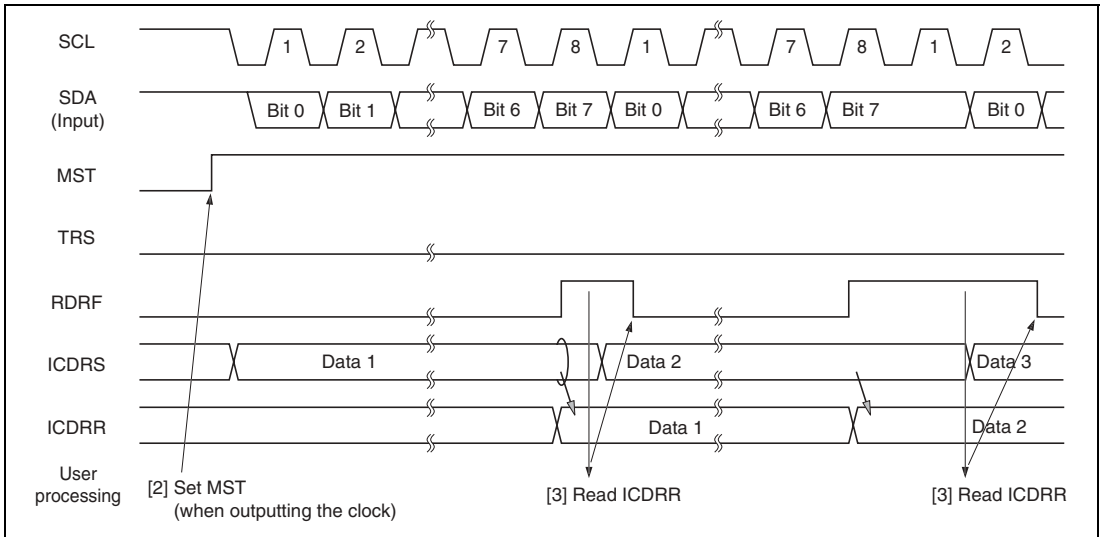 SCL 1 2 7 8 1 7 8 1 2
SDA
(Input)
Bit 0 Bit 1 Bit 6 Bit 7 Bit 0 Bit 6 Bit 7 Bit 0
MST
TRS
RDRF
ICDRS Data 1 Data 2 Data 3
ICDRR Data 1 Data 2
User
processing
[2] Set MST
(when outputting the clock)
[3] Read ICDRR
[3] Read ICDRR